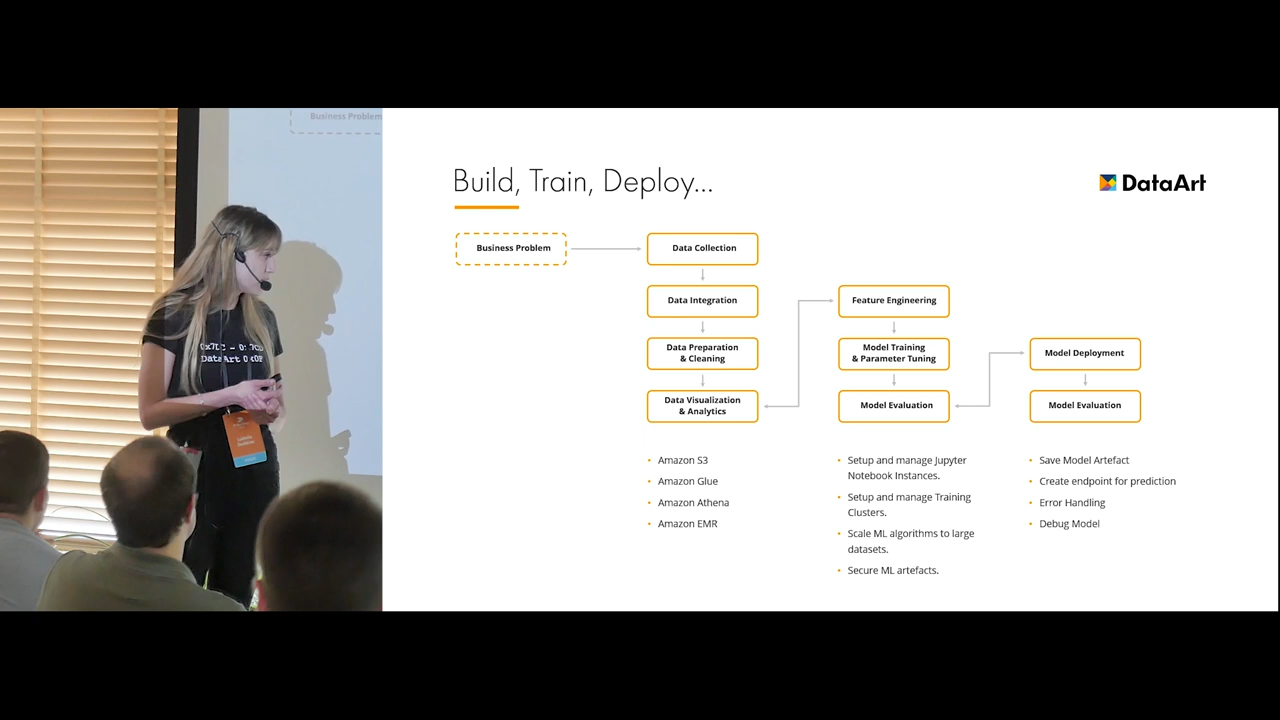 Business Problem
Build, Train, Deploy...
DataArt
Business Problem
Data Collection
Data Integration
Data Preparation
& Cleaning
Data Visualization
& Analytics
Feature Engineering
Model Training
& Parameter Tuning
Model Evaluation
Model Deployment
Model Evaluation
• Amazon S3
• Amazon Glue
• Amazon Athena
• Amazon EMR
• Setup and manage Jupyter
Notebook Instances.
• Setup and manage Training
Clusters.
• Scale ML algorithms to large
datasets.
• Secure ML artefacts.
• Save Model Artefact
• Create endpoint for prediction
• Error Handling
• Debug Model
DataArt